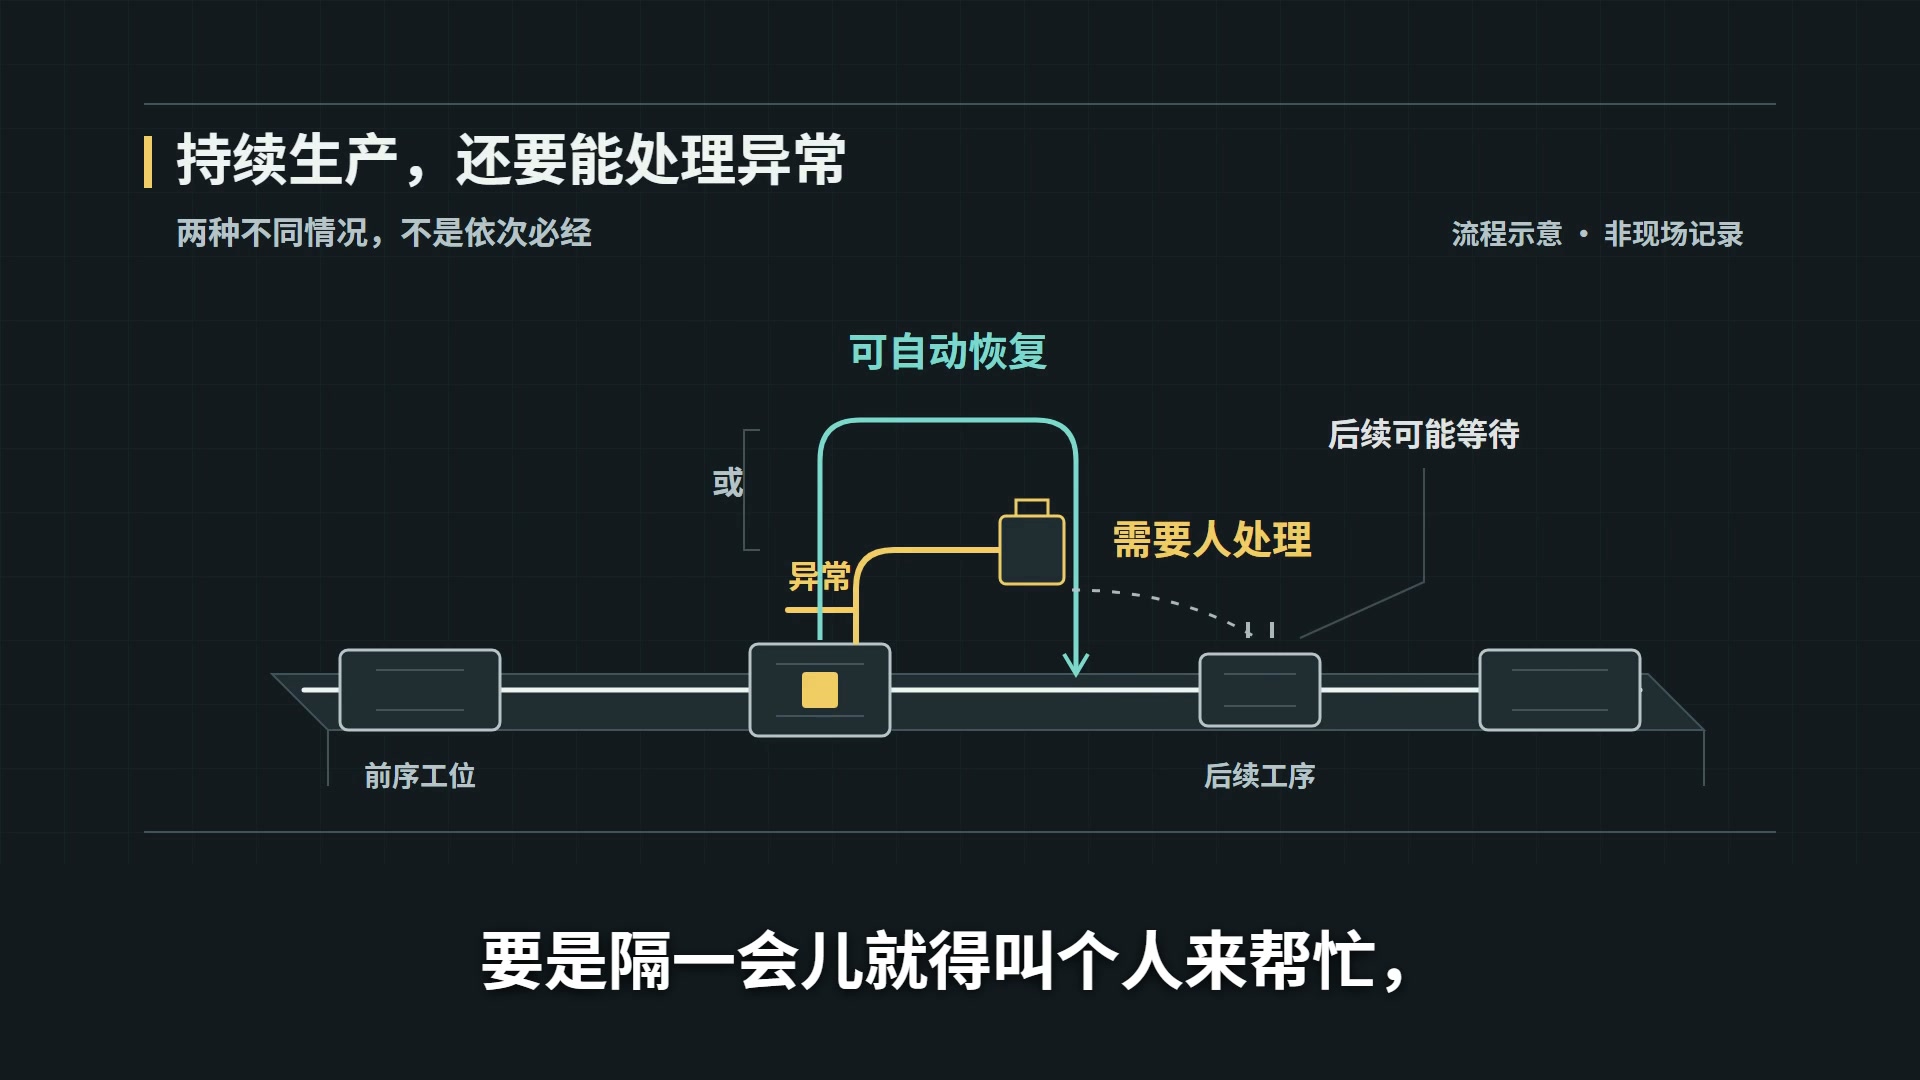 持续生产，还要能处理异常
两种不同情况，不是依次必经
流程示意 · 非现场记录
可自动恢复
后续可能等待
或
需要人处理
异常
前序工位
后续工序
要是隔一会儿就得叫个人来帮忙，